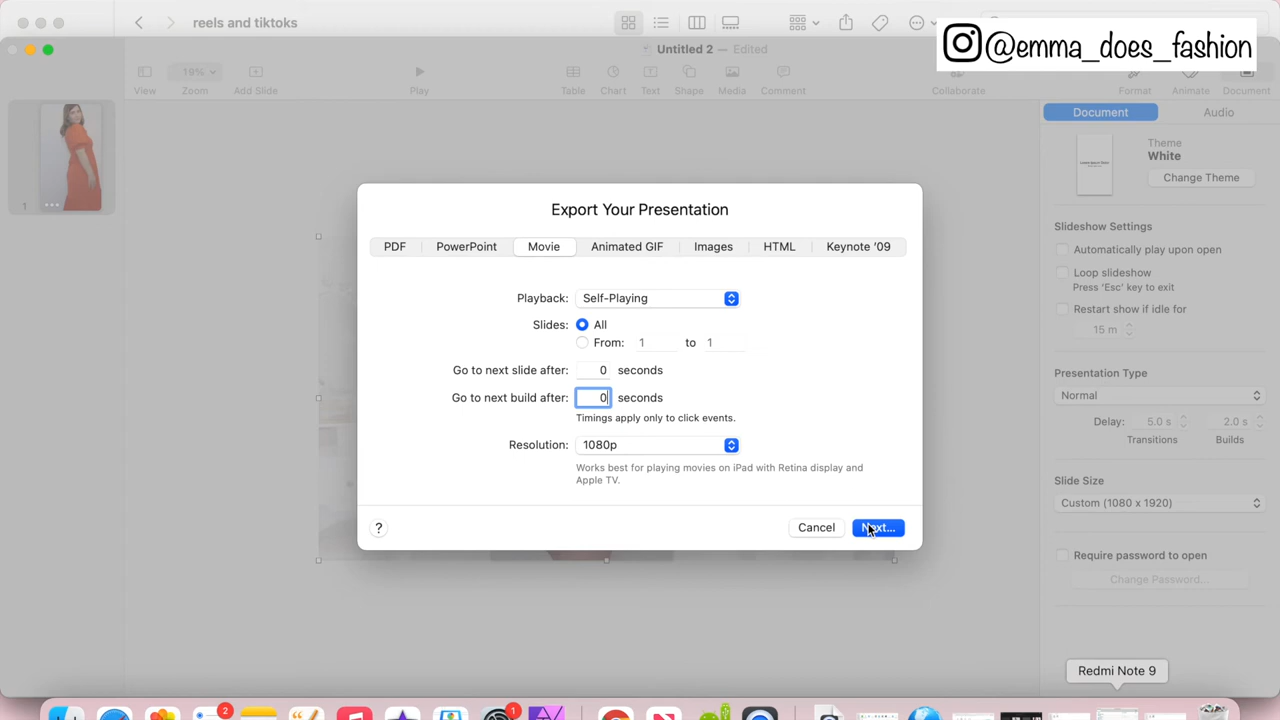 reels and tiktoks
@emma_does_fashion
Untitled 2 — Edited
19%
View
Zoom
Add Slide
Play
Table
Chart
Text
Shape
Media
Comment
Collaborate
Format
Animate
Document
Document
Audio
1
Theme
White
Change Theme
Slideshow Settings
Automatically play upon open
Loop slideshow
Press 'Esc' key to exit
Restart show if idle for
15 m
Presentation Type
Normal
Delay:
5.0 s
2.0 s
Transitions
Builds
Slide Size
Custom (1080 x 1920)
Require password to open
Change Password...
Export Your Presentation
PDF
PowerPoint
Movie
Animated GIF
Images
HTML
Keynote '09
Playback:
Self-Playing
Slides:
All
From:
1
to
1
Go to next slide after:
0
seconds
Go to next build after:
0
seconds
Timings apply only to click events.
Resolution:
1080p
Works best for playing movies on iPad with Retina display and
Apple TV.
?
Cancel
Next...
Redmi Note 9
2
1